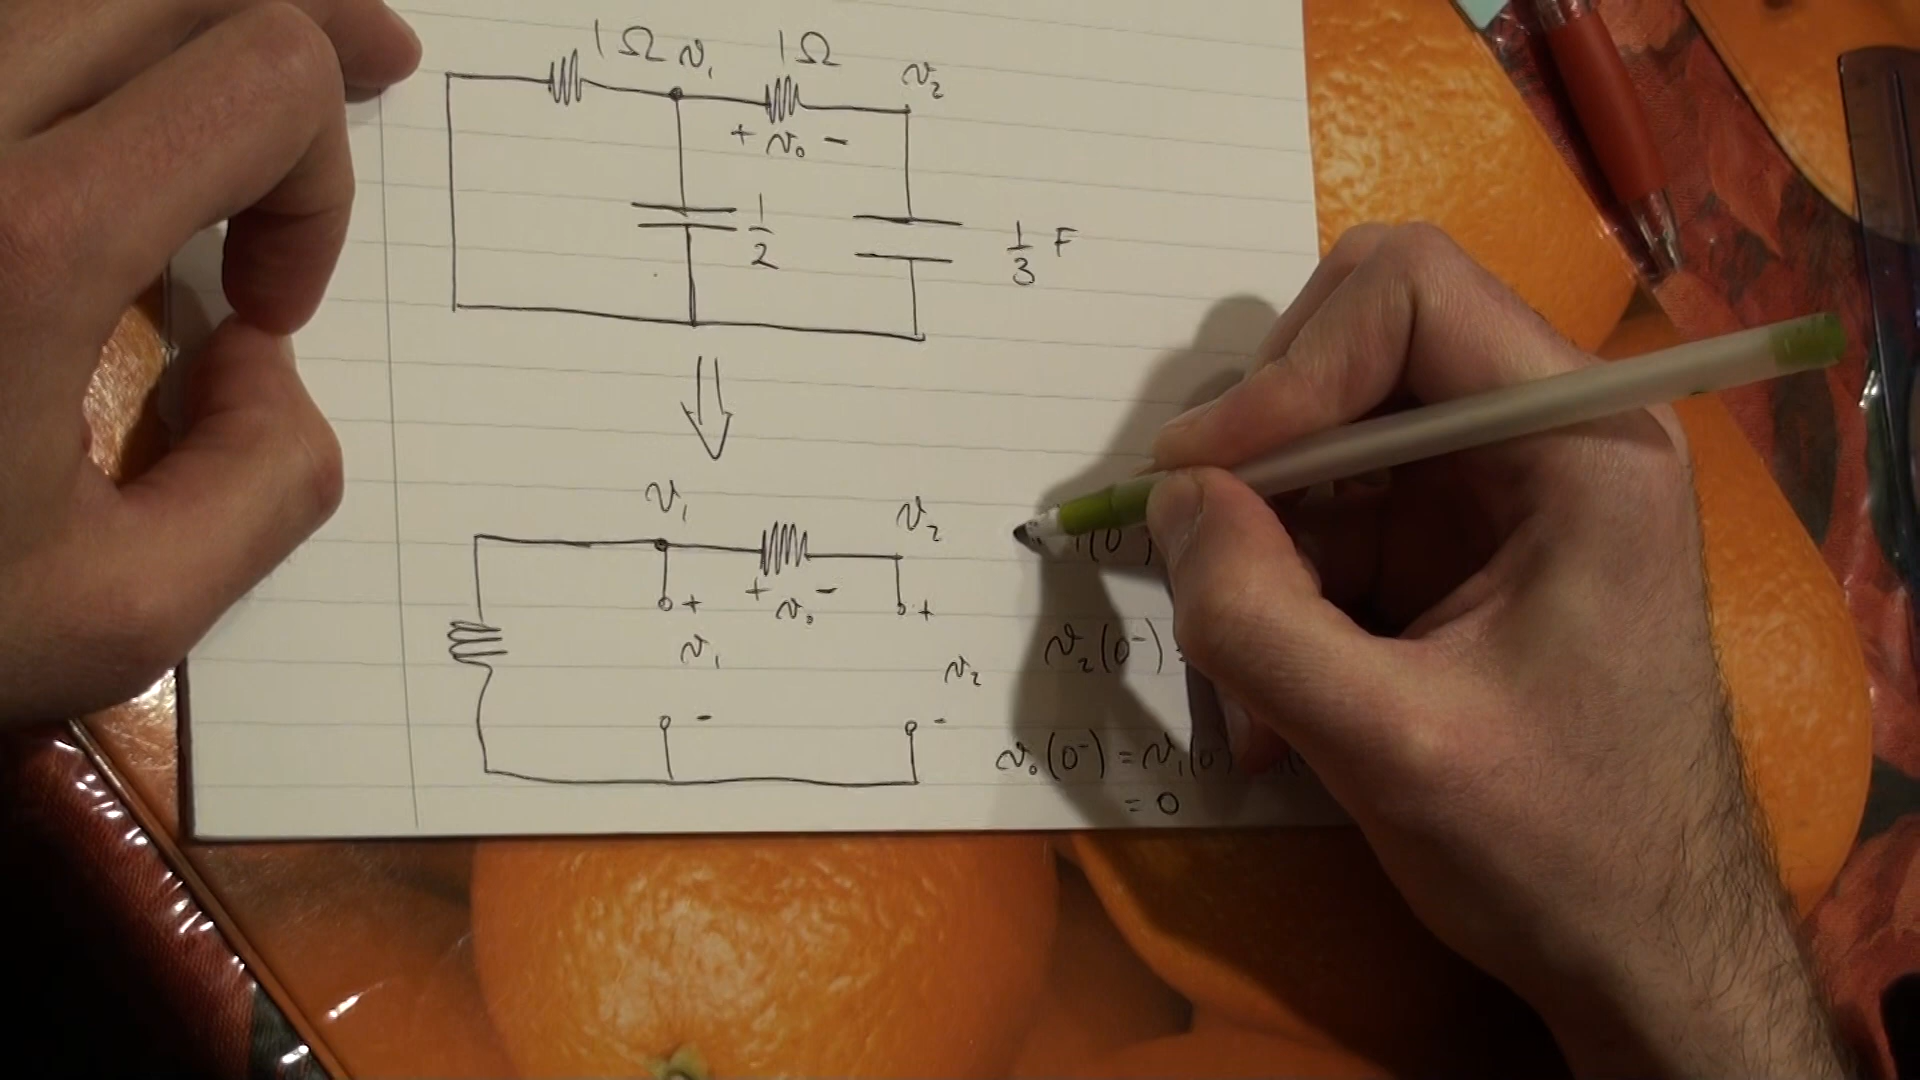 1Ω v₁ 1Ω v₂
+ v₀ -
1/2
1/3 F
v₁ v₂
+ v₀ -
+ +
v₁
v₂
- -
(0⁻)
v₂(0⁻)
v₀(0⁻) = v₁(0⁻)
= 0